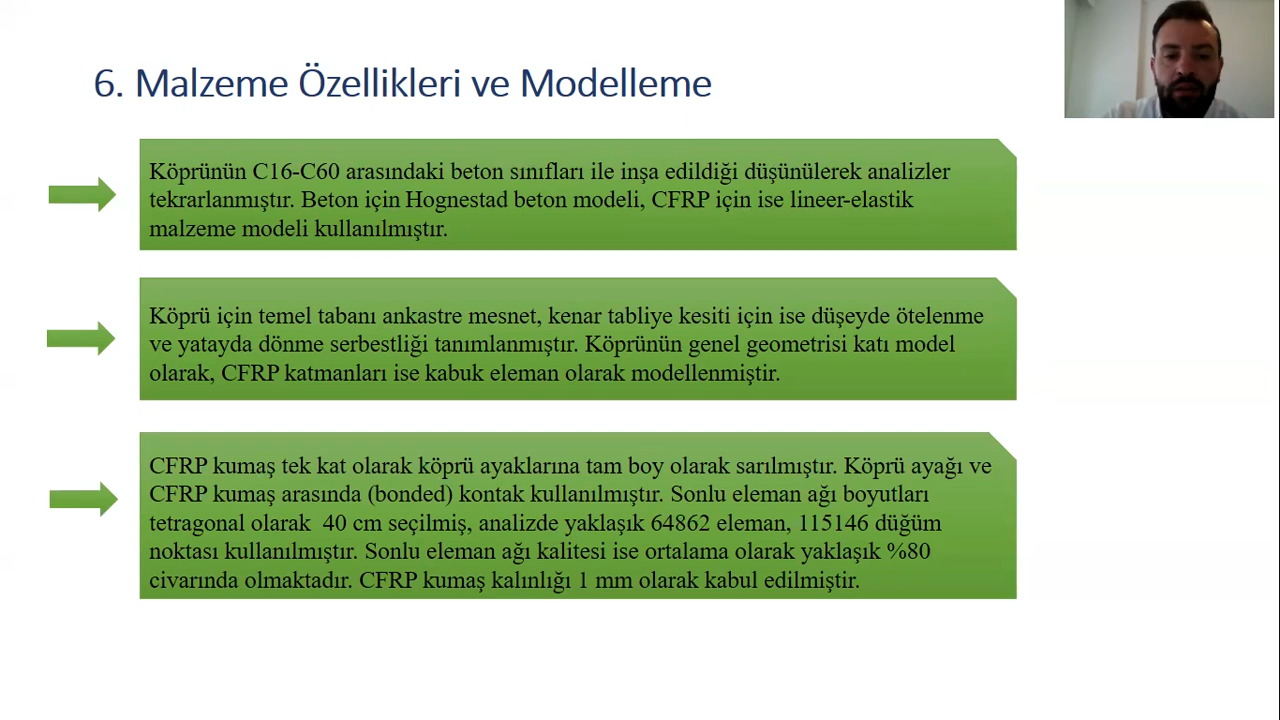 6. Malzeme Özellikleri ve Modelleme
Köprünün C16-C60 arasındaki beton sınıfları ile inşa edildiği düşünülerek analizler
tekrarlanmıştır. Beton için Hognestad beton modeli, CFRP için ise lineer-elastik
malzeme modeli kullanılmıştır.
Köprü için temel tabanı ankastre mesnet, kenar tabliye kesiti için ise düşeyde ötelenme
ve yatayda dönme serbestliği tanımlanmıştır. Köprünün genel geometrisi katı model
olarak, CFRP katmanları ise kabuk eleman olarak modellenmiştir.
CFRP kumaş tek kat olarak köprü ayaklarına tam boy olarak sarılmıştır. Köprü ayağı ve
CFRP kumaş arasında (bonded) kontak kullanılmıştır. Sonlu eleman ağı boyutları
tetragonal olarak  40 cm seçilmiş, analizde yaklaşık 64862 eleman, 115146 düğüm
noktası kullanılmıştır. Sonlu eleman ağı kalitesi ise ortalama olarak yaklaşık %80
civarında olmaktadır. CFRP kumaş kalınlığı 1 mm olarak kabul edilmiştir.